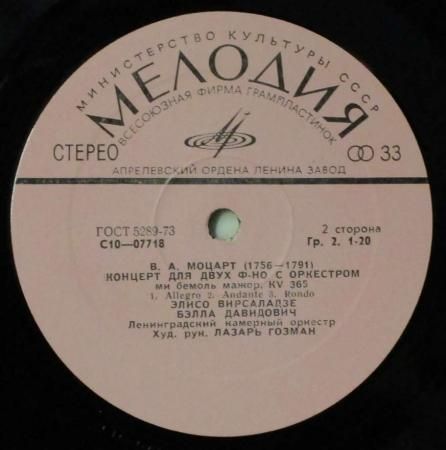 МИНИСТЕРСТВО КУЛЬТУРЫ СССР
МЕЛОДИЯ
ВСЕСОЮЗНАЯ ФИРМА ГРАМПЛАСТИНОК
СТЕРЕО 33
АПРЕЛЕВСКИЙ ОРДЕНА ЛЕНИНА ЗАВОД
ГОСТ 5289-73 2 сторона
С10—07718 Гр. 2. 1-20
В. А. МОЦАРТ (1756—1791)
КОНЦЕРТ ДЛЯ ДВУХ Ф-НО С ОРКЕСТРОМ
ми бемоль мажор, KV 365
1. Allegro 2. Andante 3. Rondo
ЭЛИСО ВИРСАЛАДЗЕ
БЭЛЛА ДАВИДОВИЧ
Ленинградский камерный оркестр
Худ. рук. ЛАЗАРЬ ГОЗМАН